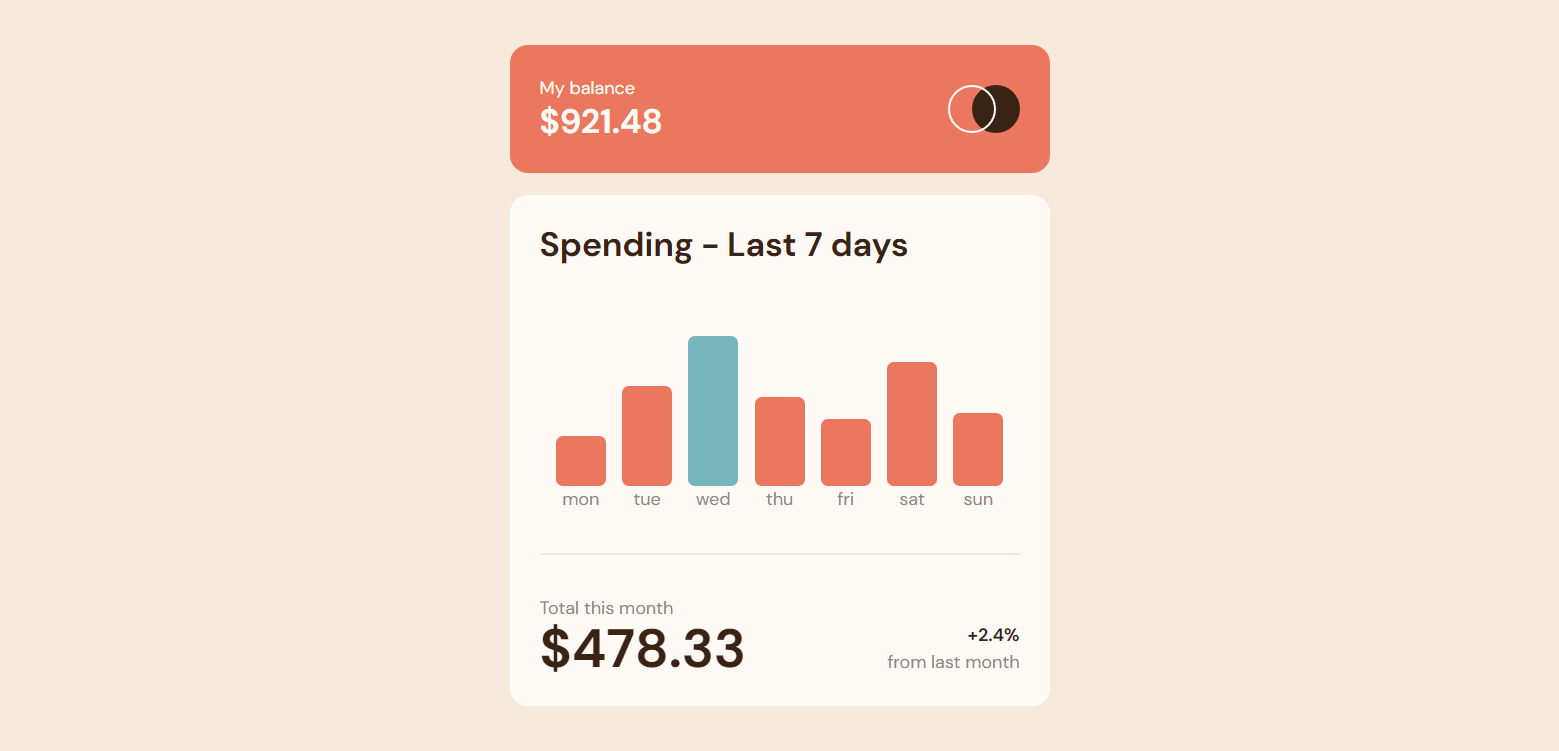 My balance
$921.48
Spending - Last 7 days
mon tue wed thu fri sat sun
Total this month
$478.33
+2.4%
from last month